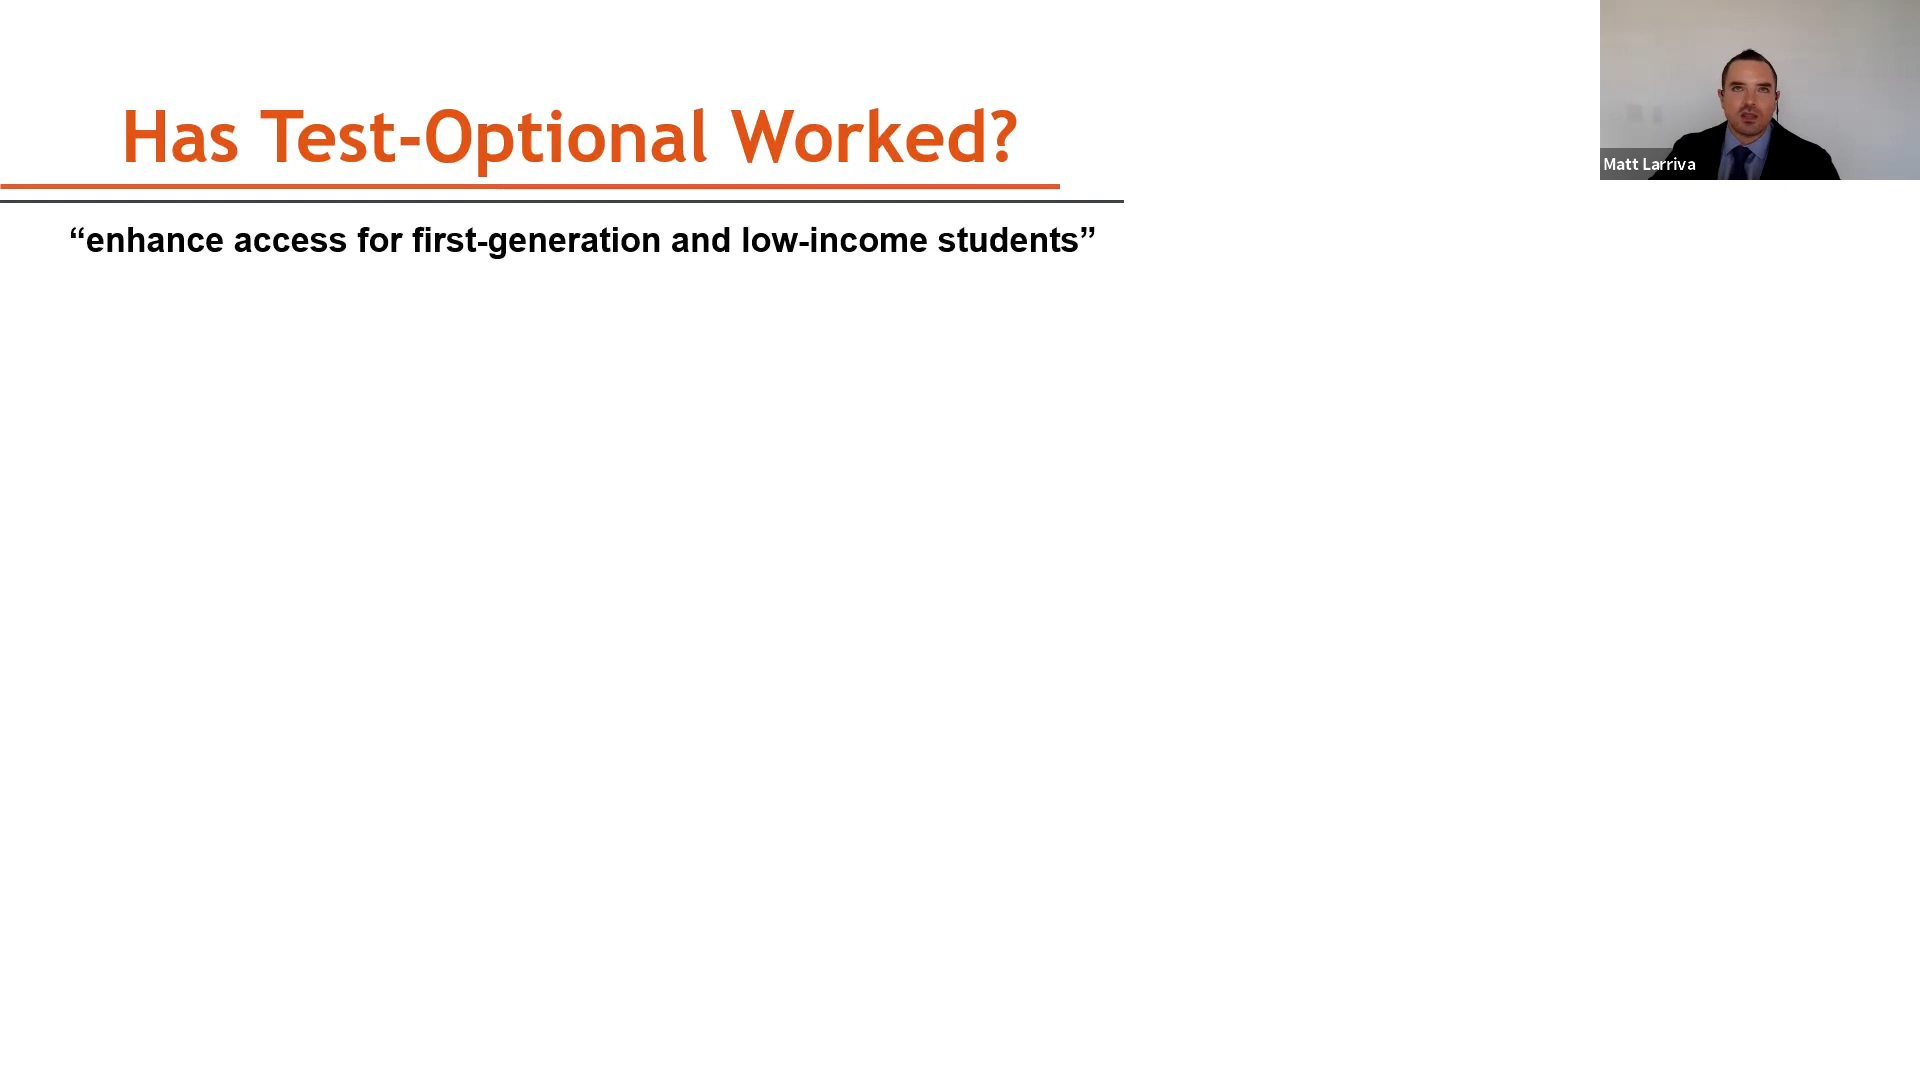 Has Test-Optional Worked?
“enhance access for first-generation and low-income students”
Matt Larriva